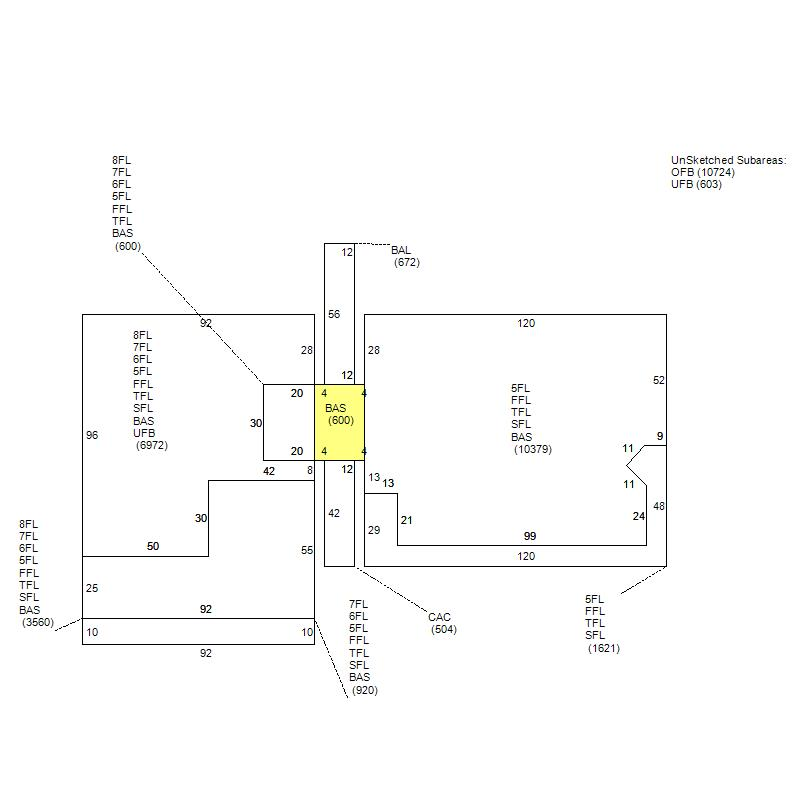 8FL
7FL
6FL
5FL
FFL
TFL
BAS
(600)
UnSketched Subareas:
OFB (10724)
UFB (603)
12
BAL
(672)
56
92
120
8FL
7FL
6FL
5FL
FFL
TFL
SFL
BAS
UFB
(6972)
28
12
28
52
20
4
4
BAS
(600)
30
96
20
4
4
5FL
FFL
TFL
SFL
BAS
(10379)
9
11
11
42
8
12
13
13
48
30
42
29
21
24
50
55
99
120
8FL
7FL
6FL
5FL
FFL
TFL
SFL
BAS
(3560)
25
92
10
10
92
7FL
6FL
5FL
FFL
TFL
SFL
BAS
(920)
CAC
(504)
5FL
FFL
TFL
SFL
(1621)